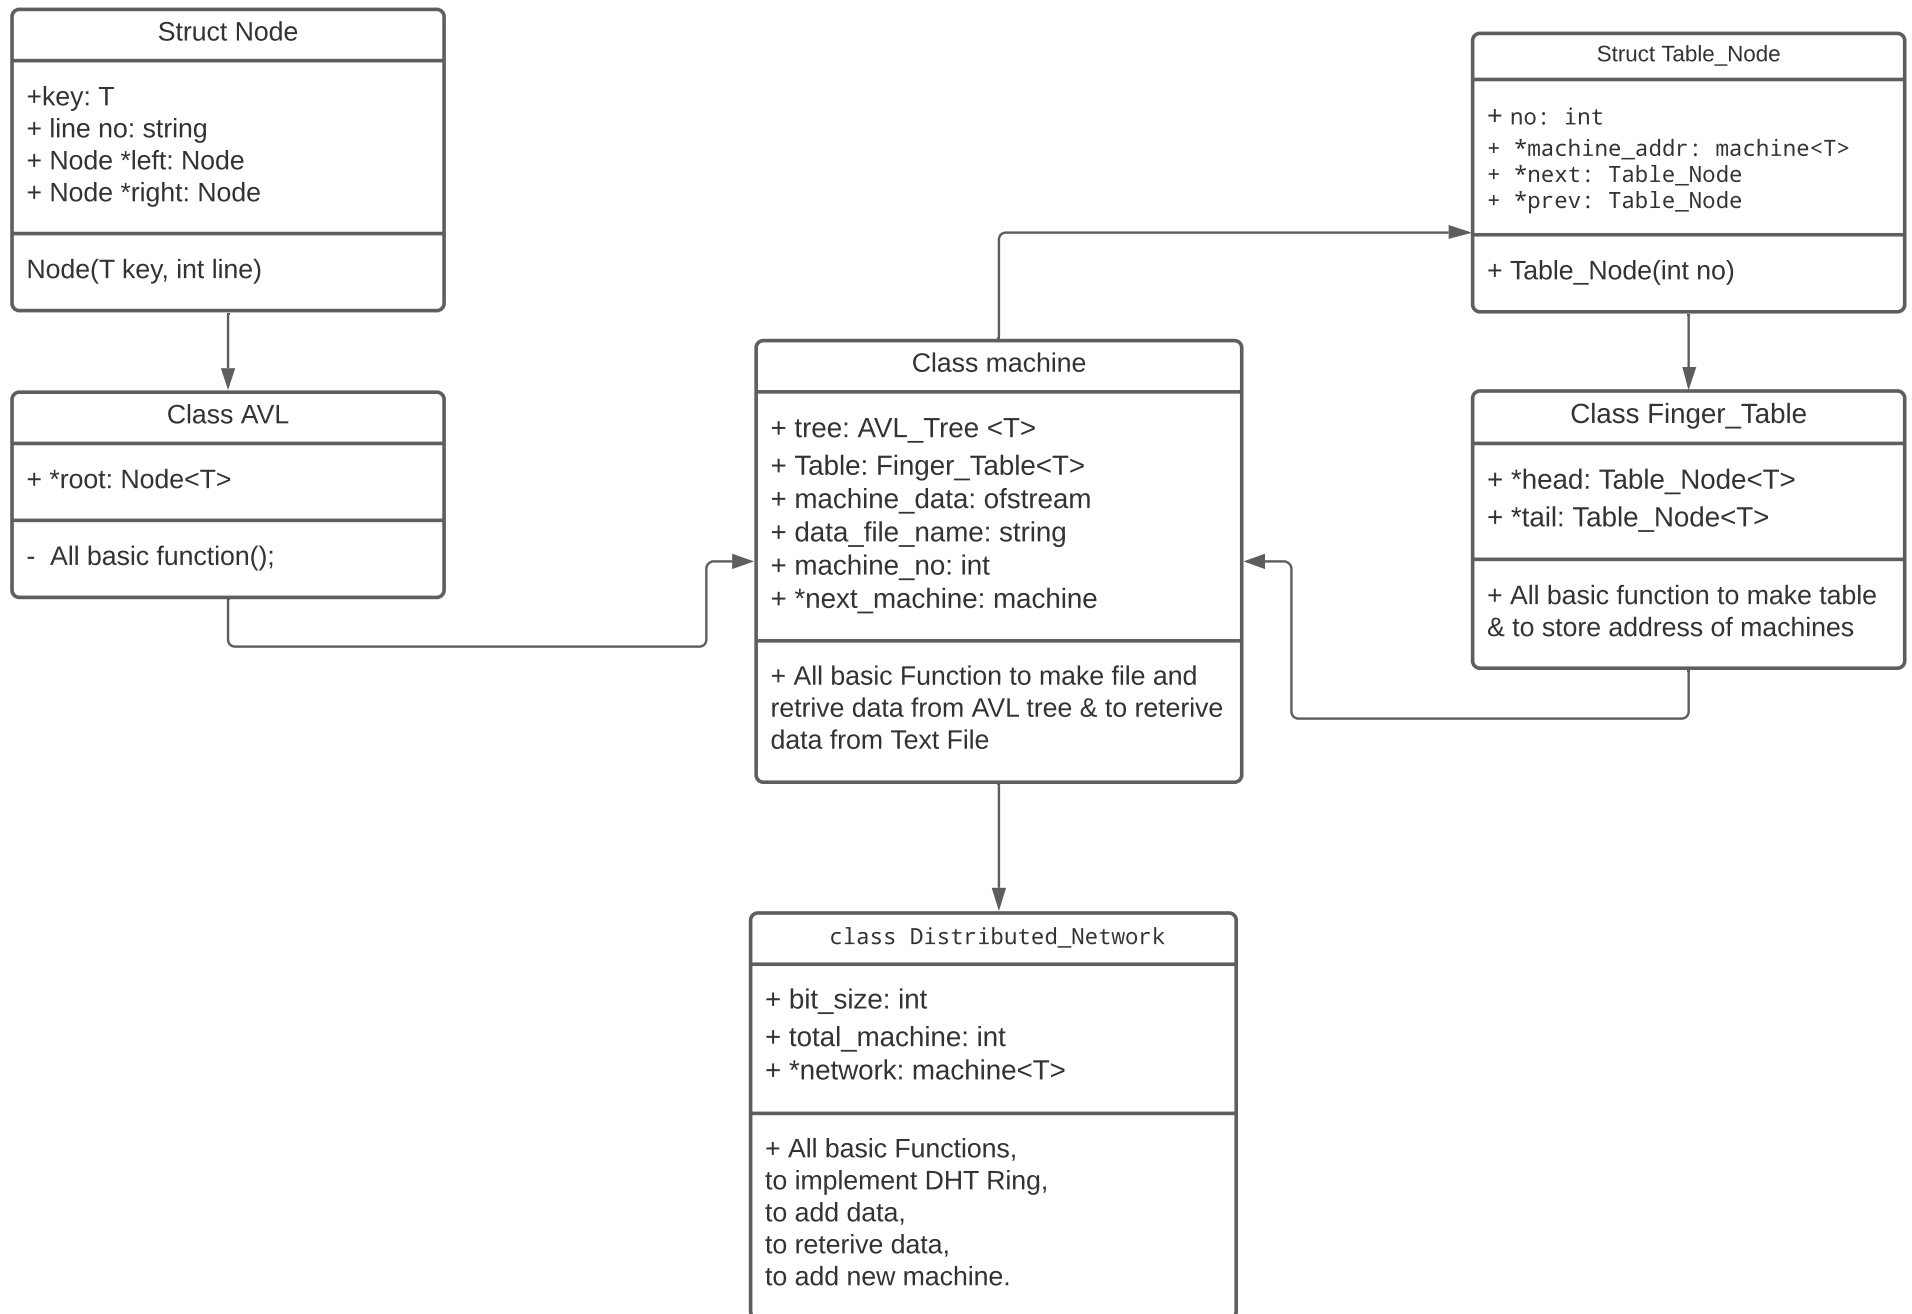 Struct Node
+key: T
+ line no: string
+ Node *left: Node
+ Node *right: Node
Node(T key, int line)
Class AVL
+ *root: Node<T>
-  All basic function();
Class machine
+ tree: AVL_Tree <T>
+ Table: Finger_Table<T>
+ machine_data: ofstream
+ data_file_name: string
+ machine_no: int
+ *next_machine: machine
+ All basic Function to make file and
retrive data from AVL tree & to reterive
data from Text File
Struct Table_Node
+ no: int
+ *machine_addr: machine<T>
+ *next: Table_Node
+ *prev: Table_Node
+ Table_Node(int no)
Class Finger_Table
+ *head: Table_Node<T>
+ *tail: Table_Node<T>
+ All basic function to make table
& to store address of machines
class Distributed_Network
+ bit_size: int
+ total_machine: int
+ *network: machine<T>
+ All basic Functions,
to implement DHT Ring,
to add data,
to reterive data,
to add new machine.